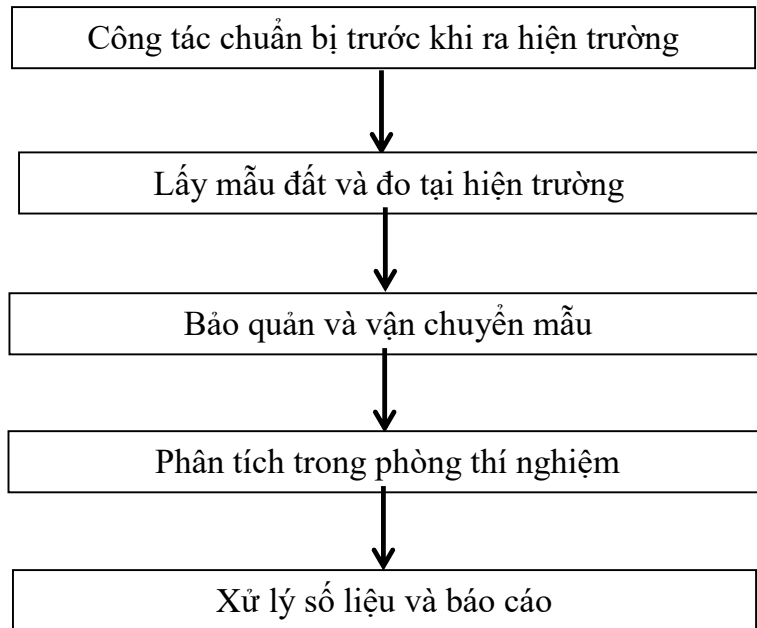 Công tác chuẩn bị trước khi ra hiện trường
Lấy mẫu đất và đo tại hiện trường
Bảo quản và vận chuyển mẫu
Phân tích trong phòng thí nghiệm
Xử lý số liệu và báo cáo